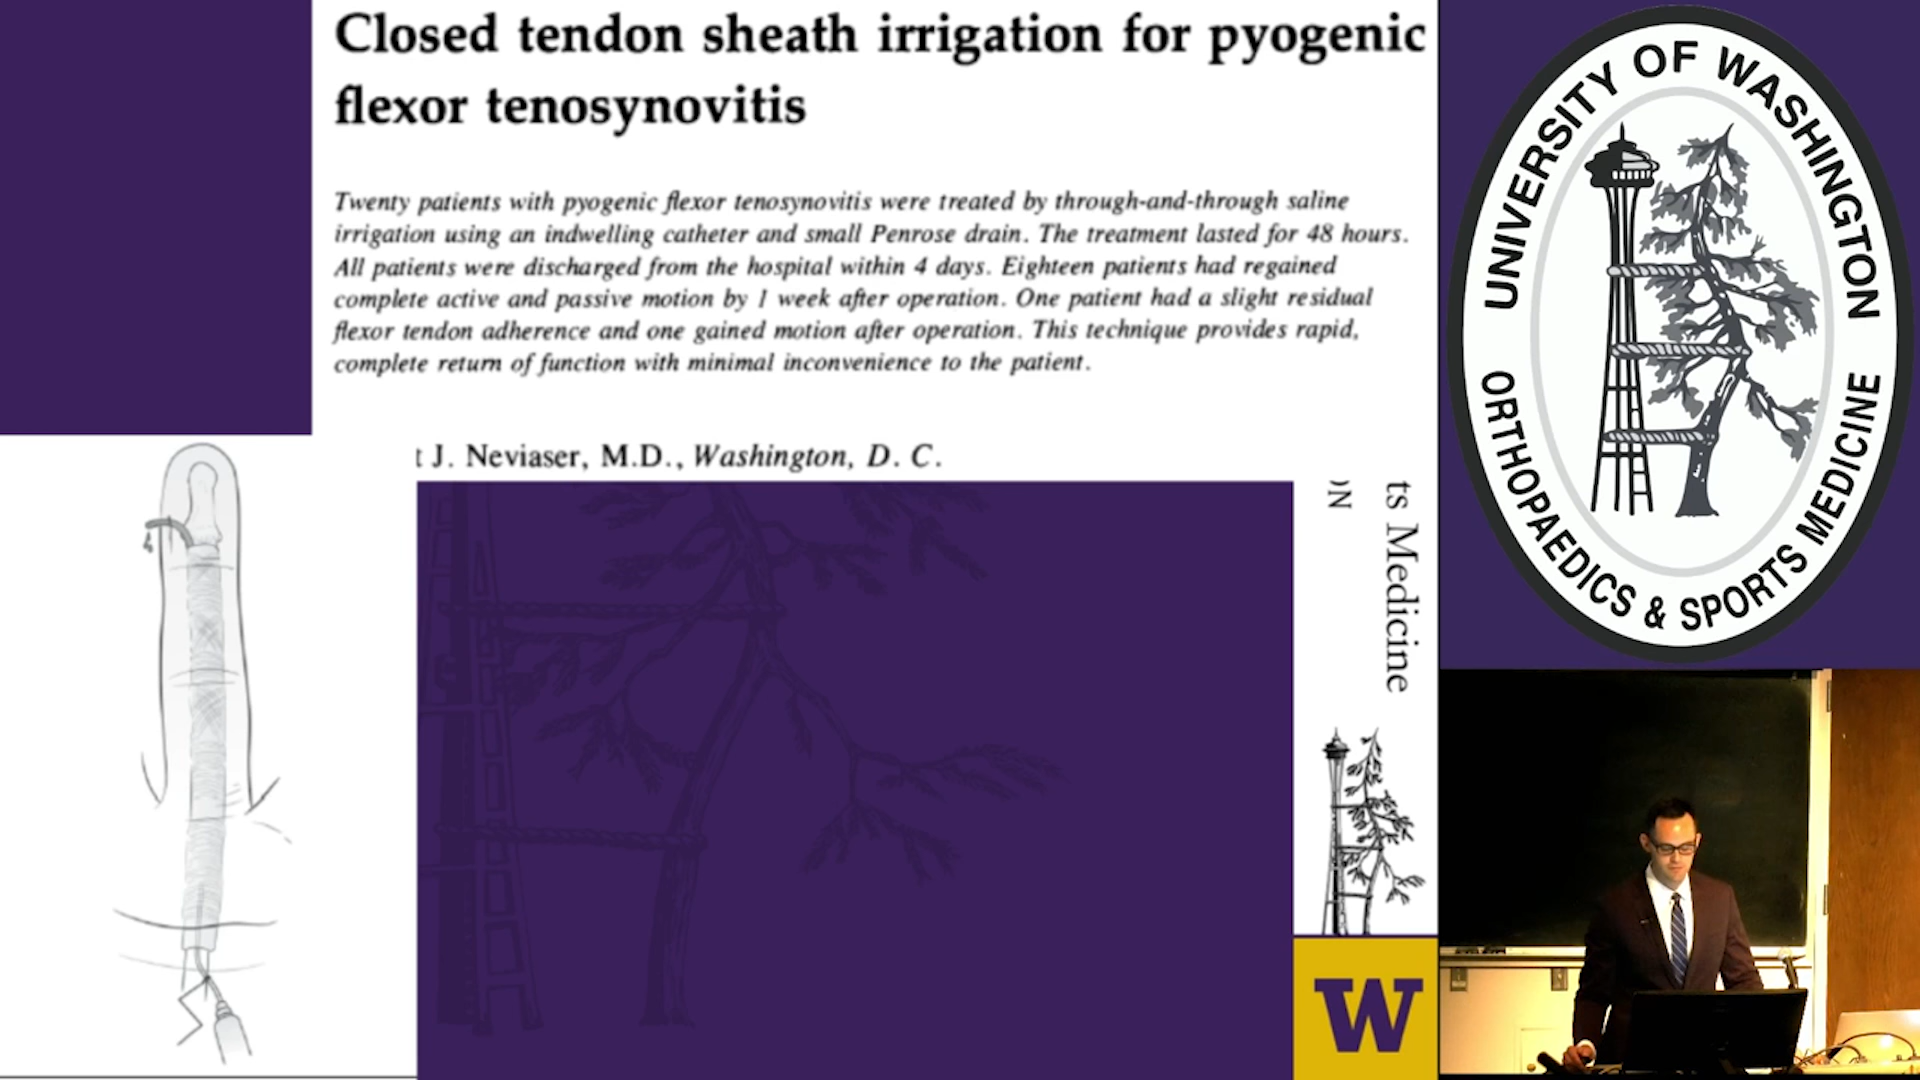 Closed tendon sheath irrigation for pyogenic
flexor tenosynovitis
Twenty patients with pyogenic flexor tenosynovitis were treated by through-and-through saline
irrigation using an indwelling catheter and small Penrose drain. The treatment lasted for 48 hours.
All patients were discharged from the hospital within 4 days. Eighteen patients had regained
complete active and passive motion by 1 week after operation. One patient had a slight residual
flexor tendon adherence and one gained motion after operation. This technique provides rapid,
complete return of function with minimal inconvenience to the patient.
t J. Neviaser, M.D., Washington, D. C.
ts Medicine
N
W
UNIVERSITY OF WASHINGTON
ORTHOPAEDICS & SPORTS MEDICINE